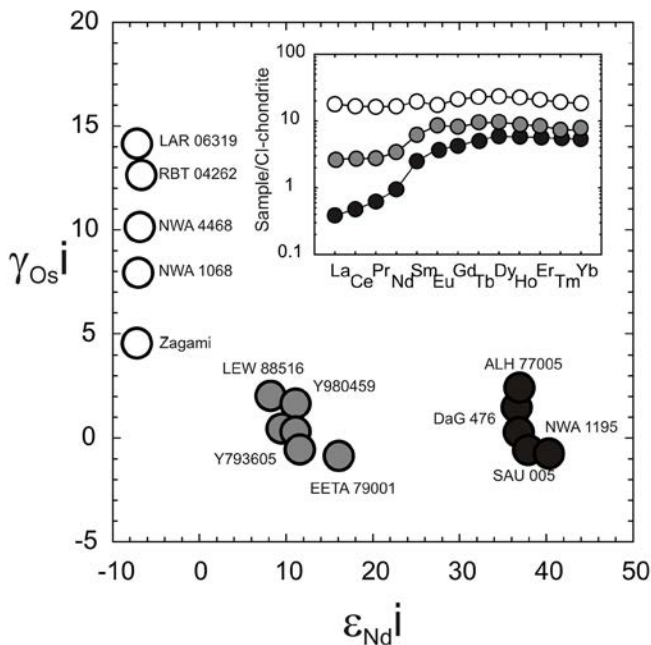 20
15
10
5
0
-5
-10
0
10
20
30
40
50
γOsi
εNdi
LAR 06319
RBT 04262
NWA 4468
NWA 1068
Zagami
LEW 88516
Y980459
Y793605
EETA 79001
ALH 77005
DaG 476
NWA 1195
SAU 005
100
10
1
0.1
Sample/CI-chondrite
La Ce Pr Nd Sm Eu Gd Tb Dy Ho Er Tm Yb